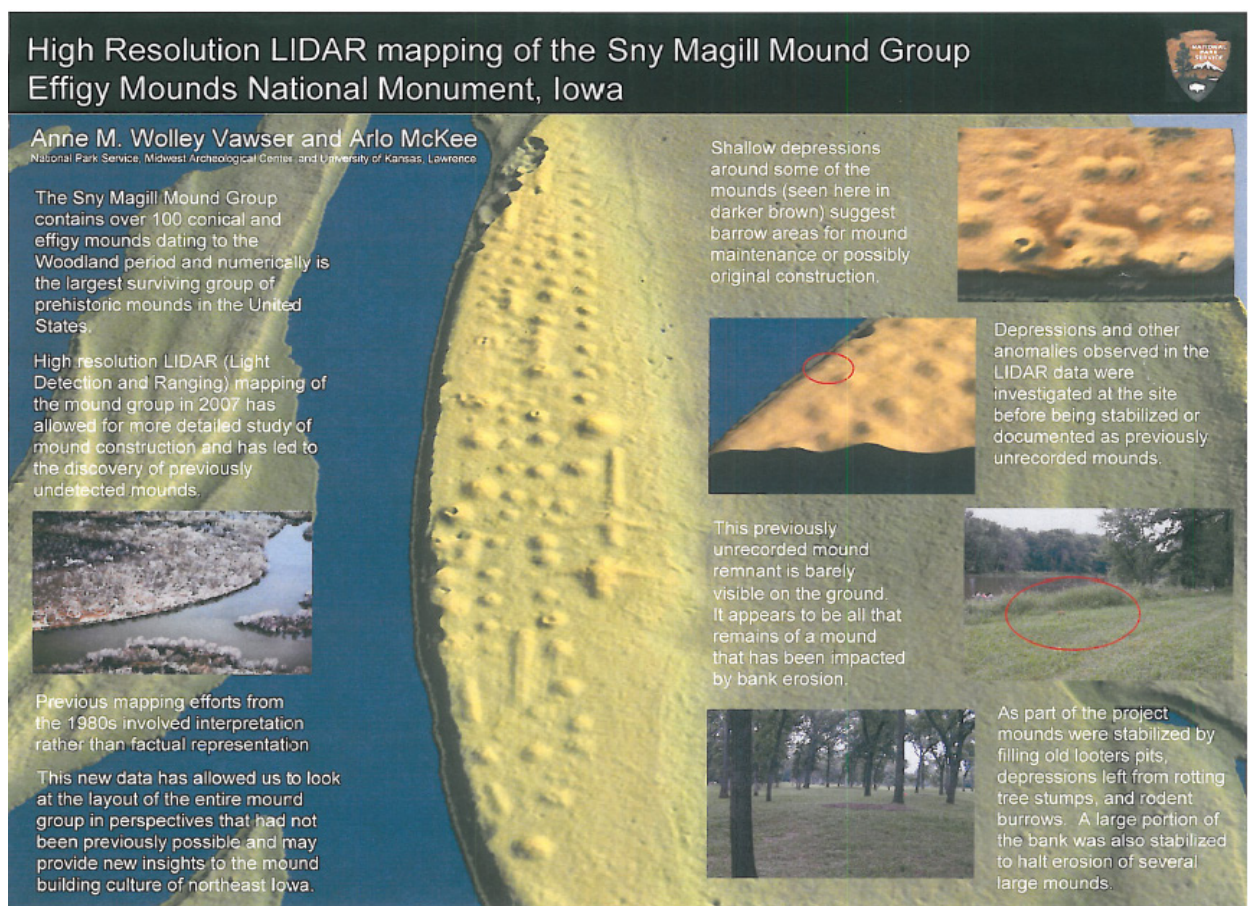 High Resolution LIDAR mapping of the Sny Magill Mound Group
Effigy Mounds National Monument, Iowa
NATIONAL
PARK
SERVICE
Anne M. Wolley Vawser and Arlo McKee
National Park Service, Midwest Archeological Center, and University of Kansas, Lawrence
The Sny Magill Mound Group
contains over 100 conical and
effigy mounds dating to the
Woodland period and numerically is
the largest surviving group of
prehistoric mounds in the United
States.
High resolution LIDAR (Light
Detection and Ranging) mapping of
the mound group in 2007 has
allowed for more detailed study of
mound construction and has led to
the discovery of previously
undetected mounds.
Previous mapping efforts from
the 1980s involved interpretation
rather than factual representation
This new data has allowed us to look
at the layout of the entire mound
group in perspectives that had not
been previously possible and may
provide new insights to the mound
building culture of northeast Iowa.
Shallow depressions
around some of the
mounds (seen here in
darker brown) suggest
barrow areas for mound
maintenance or possibly
original construction.
Depressions and other
anomalies observed in the
LIDAR data were
investigated at the site
before being stabilized or
documented as previously
unrecorded mounds.
This previously
unrecorded mound
remnant is barely
visible on the ground.
It appears to be all that
remains of a mound
that has been impacted
by bank erosion.
As part of the project
mounds were stabilized by
filling old looters pits,
depressions left from rotting
tree stumps, and rodent
burrows. A large portion of
the bank was also stabilized
to halt erosion of several
large mounds.